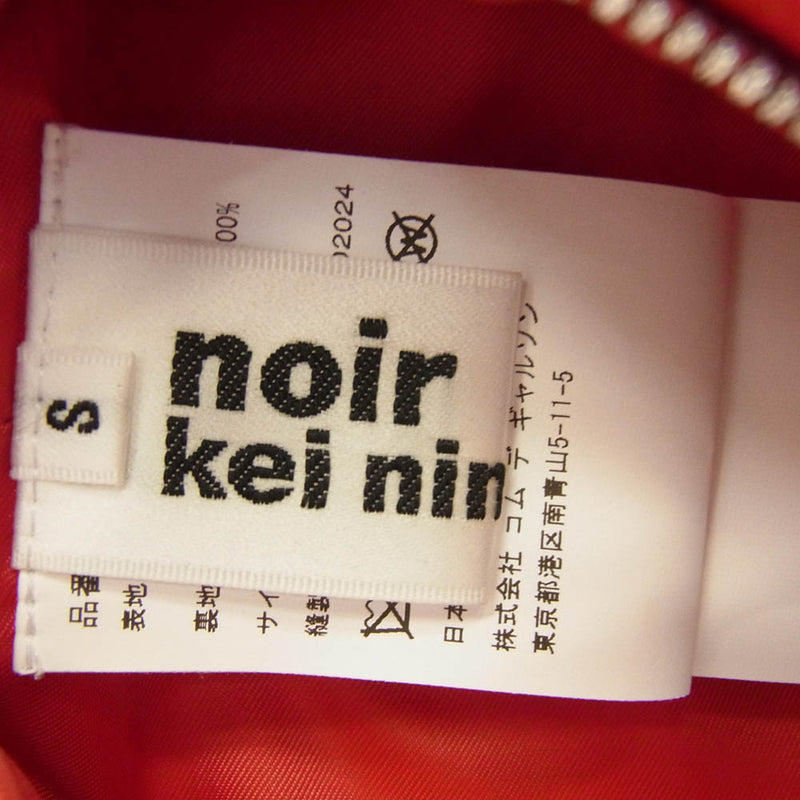 noir
kei nin
S
品番
表地
00%
裏地
サイ
2024
縫製
日本
株式会社 コム デ ギャルソン
東京都港区南青山5-11-5